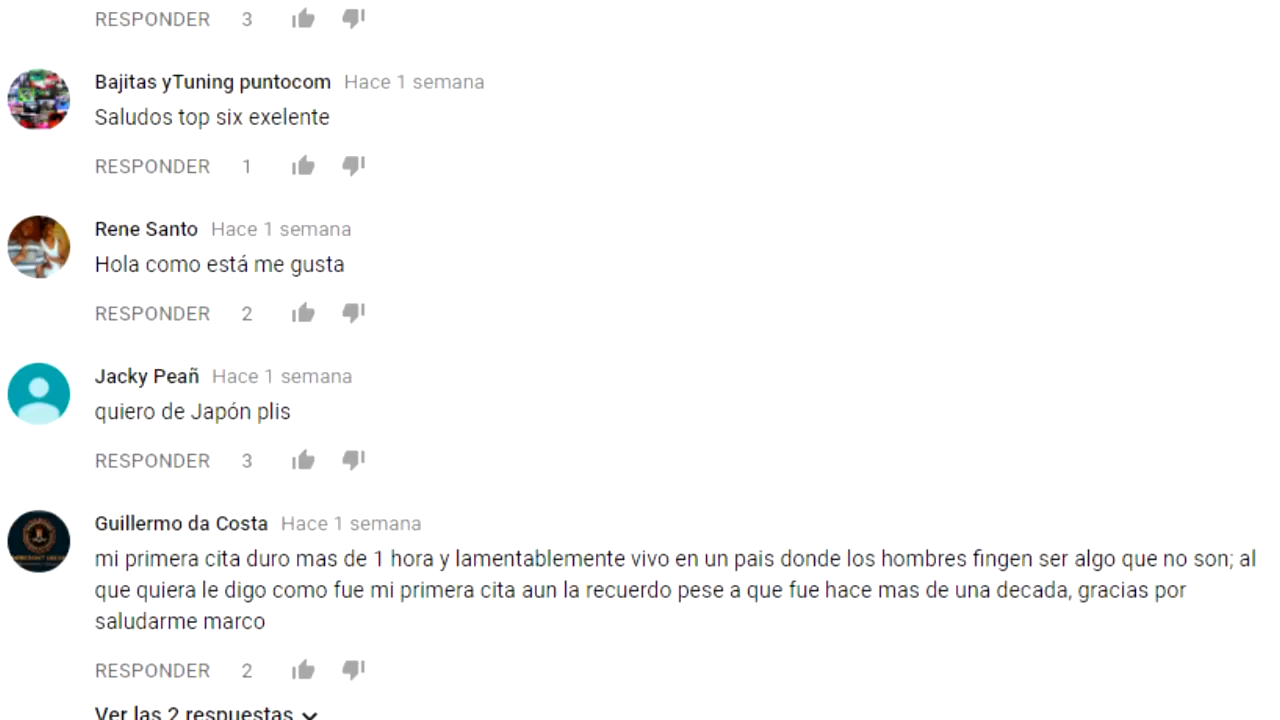 RESPONDER 3
Bajitas yTuning puntocom Hace 1 semana
Saludos top six exelente
RESPONDER 1
Rene Santo Hace 1 semana
Hola como está me gusta
RESPONDER 2
Jacky Peañ Hace 1 semana
quiero de Japón plis
RESPONDER 3
Guillermo da Costa Hace 1 semana
mi primera cita duro mas de 1 hora y lamentablemente vivo en un pais donde los hombres fingen ser algo que no son; al
que quiera le digo como fue mi primera cita aun la recuerdo pese a que fue hace mas de una decada, gracias por
saludarme marco
RESPONDER 2
Ver las 2 respuestas